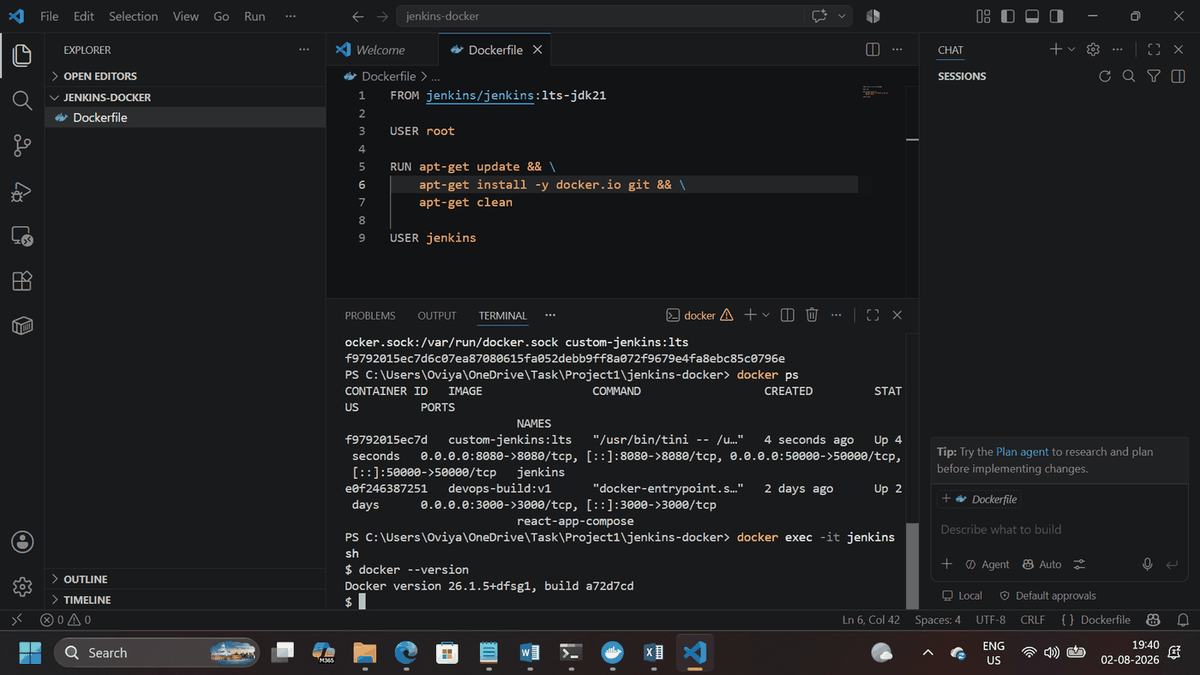 File Edit Selection View Go Run ···
jenkins-docker
EXPLORER ···
OPEN EDITORS
JENKINS-DOCKER
Dockerfile
OUTLINE
TIMELINE
Welcome
Dockerfile
Dockerfile > ...
1 FROM jenkins/jenkins:lts-jdk21
2
3 USER root
4
5 RUN apt-get update && \
6 apt-get install -y docker.io git && \
7 apt-get clean
8
9 USER jenkins
PROBLEMS OUTPUT TERMINAL ··· docker
ocker.sock:/var/run/docker.sock custom-jenkins:lts
f9792015ec7d6c07ea87080615fa052debb9ff8a072f9679e4fa8ebc85c0796e
PS C:\Users\Oviya\OneDrive\Task\Project1\jenkins-docker> docker ps
CONTAINER ID IMAGE COMMAND CREATED STAT
US PORTS
NAMES
f9792015ec7d custom-jenkins:lts "/usr/bin/tini -- /u…" 4 seconds ago Up 4
seconds 0.0.0.0:8080->8080/tcp, [::]:8080->8080/tcp, 0.0.0.0:50000->50000/tcp,
[::]:50000->50000/tcp jenkins
e0f246387251 devops-build:v1 "docker-entrypoint.s…" 2 days ago Up 2
days 0.0.0.0:3000->3000/tcp, [::]:3000->3000/tcp
react-app-compose
PS C:\Users\Oviya\OneDrive\Task\Project1\jenkins-docker> docker exec -it jenkins
sh
$ docker --version
Docker version 26.1.5+dfsg1, build a72d7cd
$
CHAT
SESSIONS
Tip: Try the Plan agent to research and plan
before implementing changes.
Dockerfile
Describe what to build
Agent Auto
Local Default approvals
0 0 Ln 6, Col 42 Spaces: 4 UTF-8 CRLF { } Dockerfile
Search
M365
ENG
US
19:40
02-08-2026